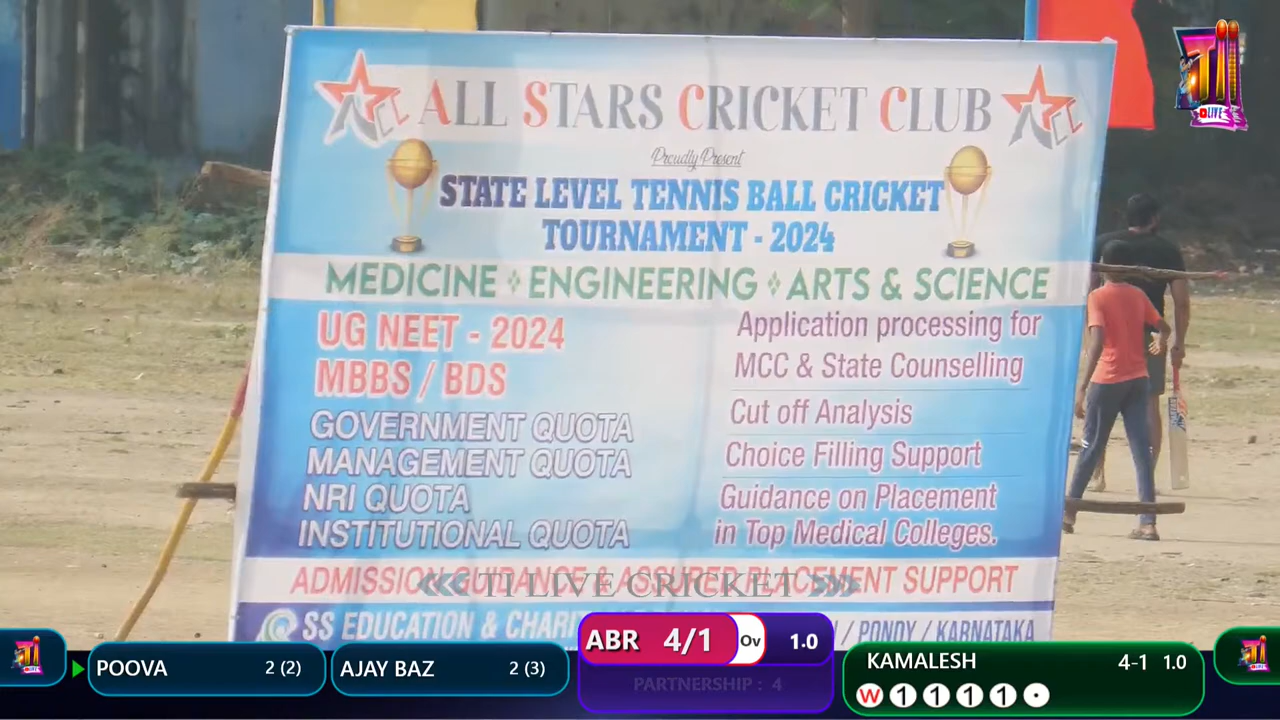 ALL STARS CRICKET CLUB
Proudly Present
STATE LEVEL TENNIS BALL CRICKET
TOURNAMENT - 2024
MEDICINE ENGINEERING ARTS & SCIENCE
UG NEET - 2024
MBBS / BDS
GOVERNMENT QUOTA
MANAGEMENT QUOTA
NRI QUOTA
INSTITUTIONAL QUOTA
Application processing for
MCC & State Counselling
Cut off Analysis
Choice Filling Support
Guidance on Placement
in Top Medical Colleges.
ADMISSION GUIDANCE & ASSURED PLACEMENT SUPPORT
TI LIVE CRICKET
SS EDUCATION & / PONDY / KARNATAKA
LIVE
POOVA 2 (2)
AJAY BAZ 2 (3)
ABR 4/1 Ov 1.0
PARTNERSHIP : 4
KAMALESH 4-1 1.0
W 1 1 1 1 •